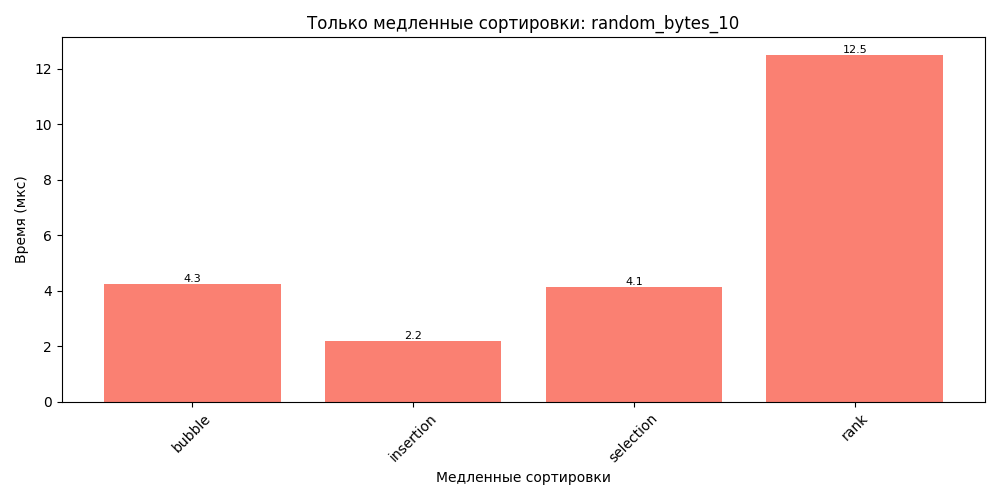 Только медленные сортировки: random_bytes_10
Время (мкс)
12
10
8
6
4
2
0
4.3
2.2
4.1
12.5
bubble
insertion
selection
rank
Медленные сортировки